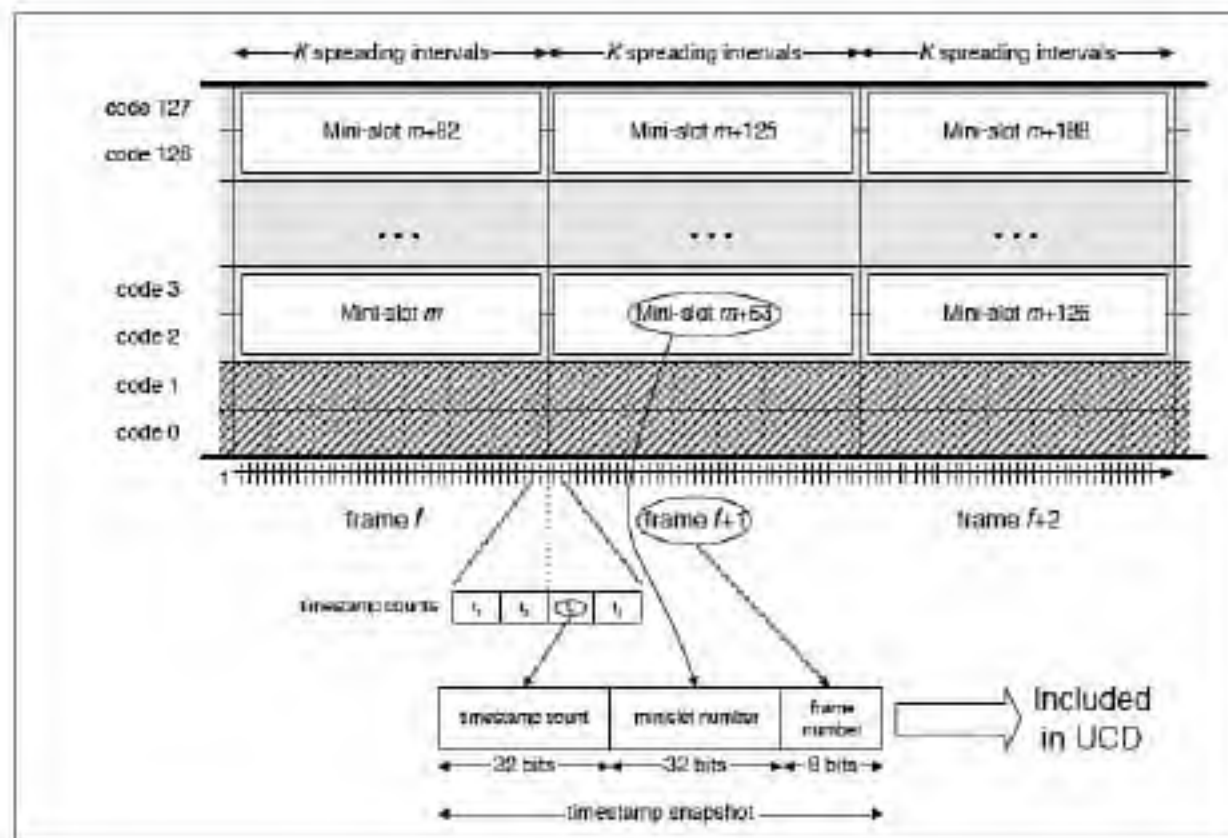 K spreading intervals K spreading intervals K spreading intervals
code 127
code 126
Mini-slot m+62 Mini-slot m+125 Mini-slot m+188
... ... ...
code 3
code 2
Mini-slot m Mini-slot m+63 Mini-slot m+126
code 1
code 0
frame f frame f+1 frame f+2
timestamp counts
timestamp count minislot number frame number
32 bits 32 bits 8 bits
timestamp snapshot
Included
in UCD